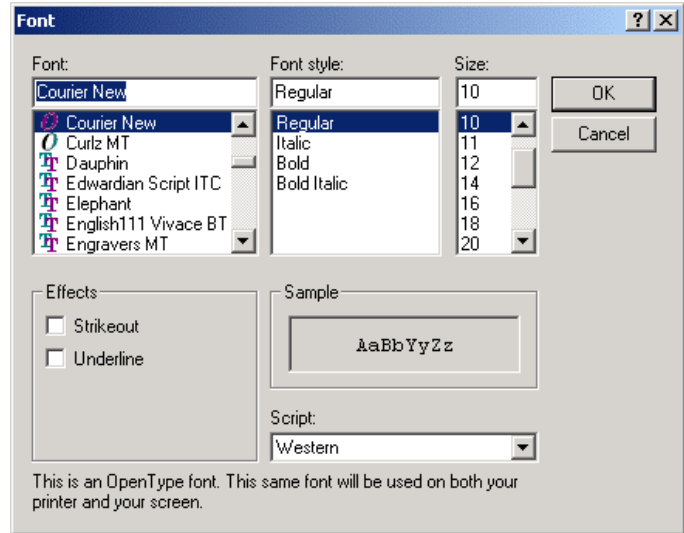 Font
Font:
Courier New
Courier New
Curlz MT
Dauphin
Edwardian Script ITC
Elephant
English111 Vivace BT
Engravers MT
Font style:
Regular
Regular
Italic
Bold
Bold Italic
Size:
10
10
11
12
14
16
18
20
OK
Cancel
Effects
Strikeout
Underline
Sample
AaBbYyZz
Script:
Western
This is an OpenType font. This same font will be used on both your
printer and your screen.